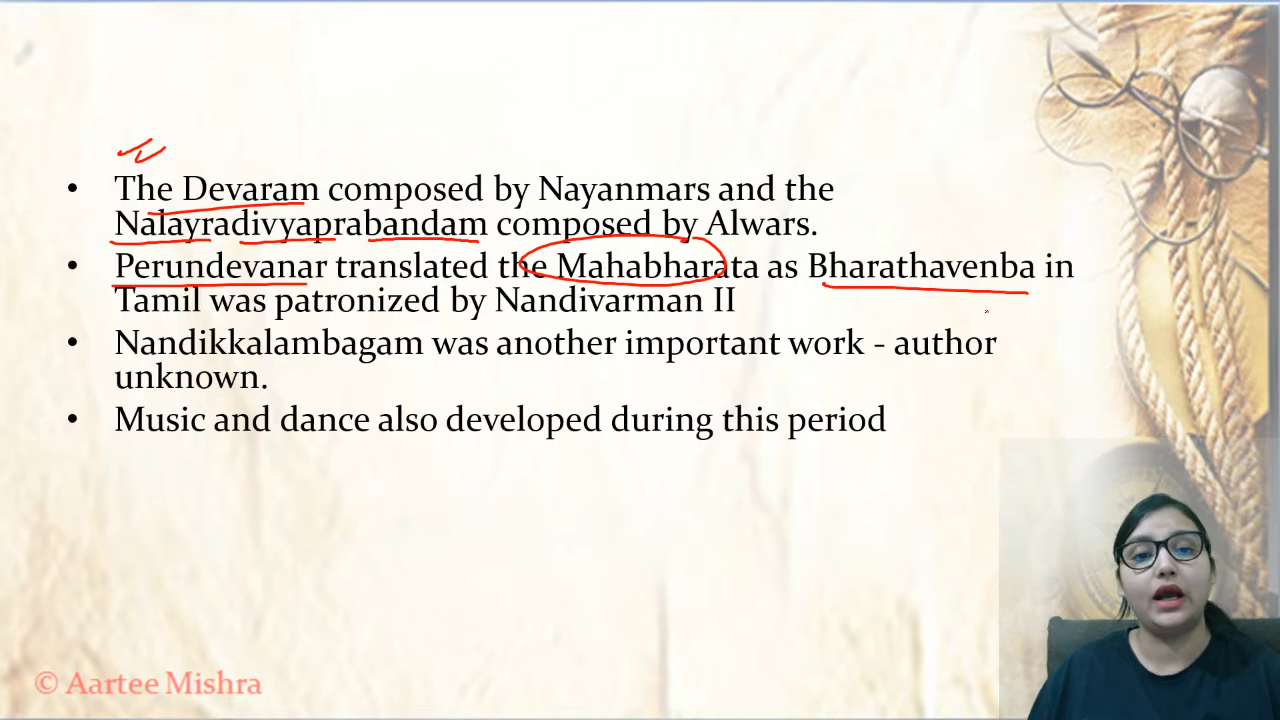 • The Devaram composed by Nayanmars and the
Nalayradivyaprabandam composed by Alwars.
• Perundevanar translated the Mahabharata as Bharathavenba in
Tamil was patronized by Nandivarman II
• Nandikkalambagam was another important work - author
unknown.
• Music and dance also developed during this period
© Aartee Mishra